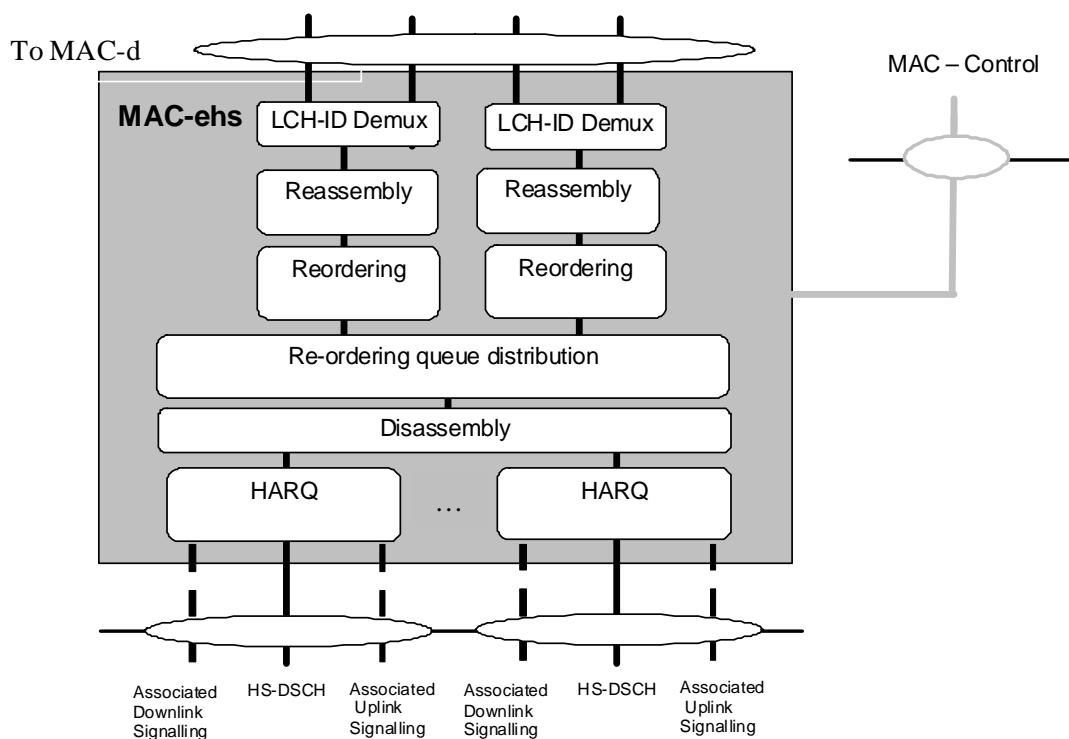 To MAC-d
MAC – Control
MAC-ehs
LCH-ID Demux
LCH-ID Demux
Reassembly
Reassembly
Reordering
Reordering
Re-ordering queue distribution
Disassembly
HARQ
...
HARQ
Associated
Downlink
Signalling
HS-DSCH
Associated
Uplink
Signalling
Associated
Downlink
Signalling
HS-DSCH
Associated
Uplink
Signalling